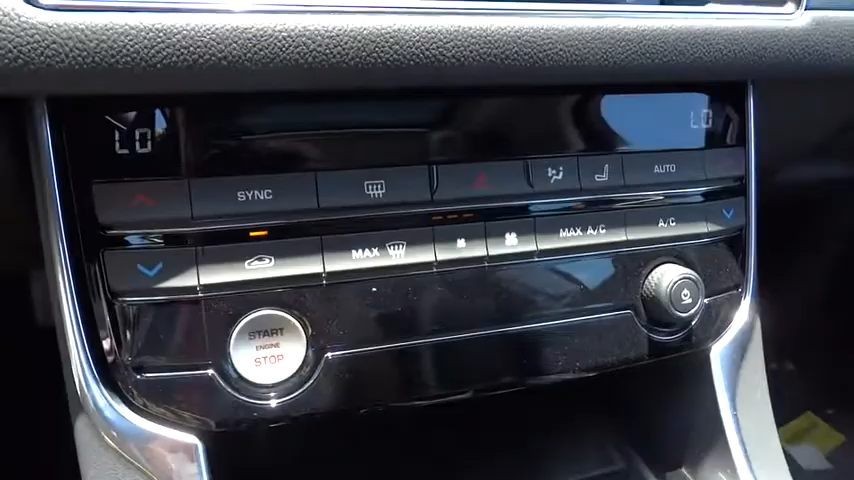 LO LO
SYNC AUTO
MAX MAX A/C A/C
START
ENGINE
STOP